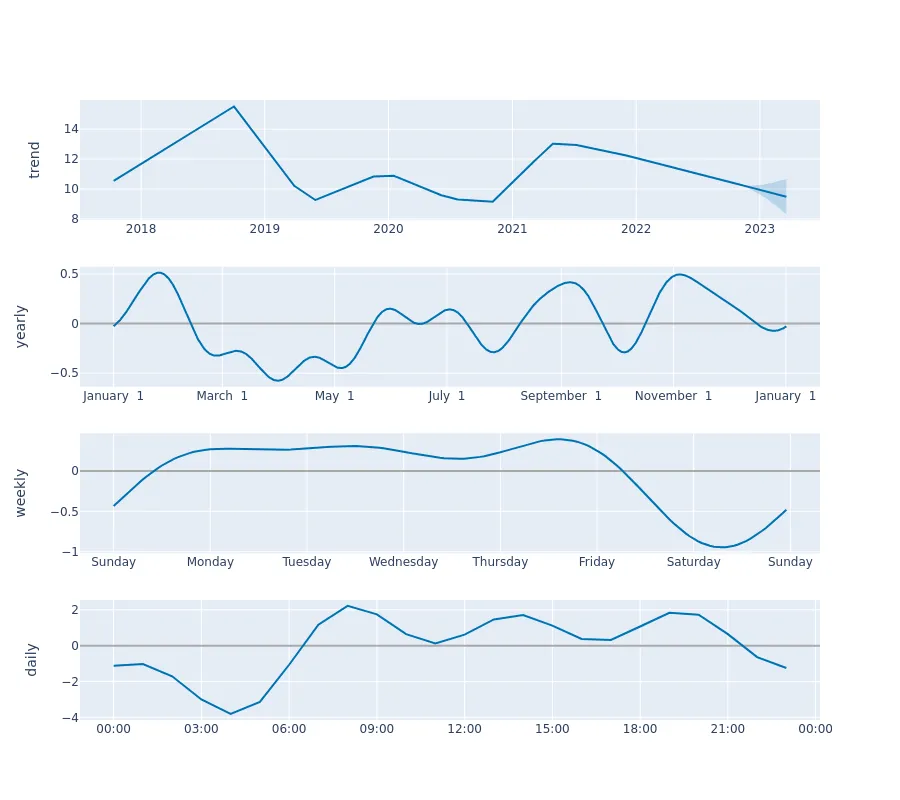 trend
14
12
10
8
2018 2019 2020 2021 2022 2023
yearly
0.5
0
−0.5
January 1 March 1 May 1 July 1 September 1 November 1 January 1
weekly
0
−0.5
−1
Sunday Monday Tuesday Wednesday Thursday Friday Saturday Sunday
daily
2
0
−2
−4
00:00 03:00 06:00 09:00 12:00 15:00 18:00 21:00 00:00